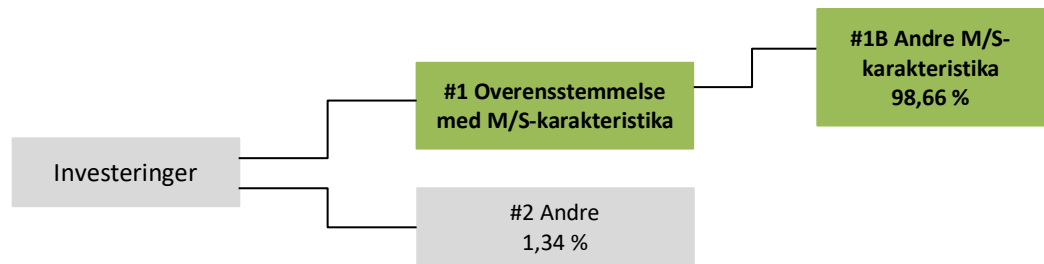 Investeringer
#1 Overensstemmelse
med M/S-karakteristika
#1B Andre M/S-
karakteristika
98,66 %
#2 Andre
1,34 %